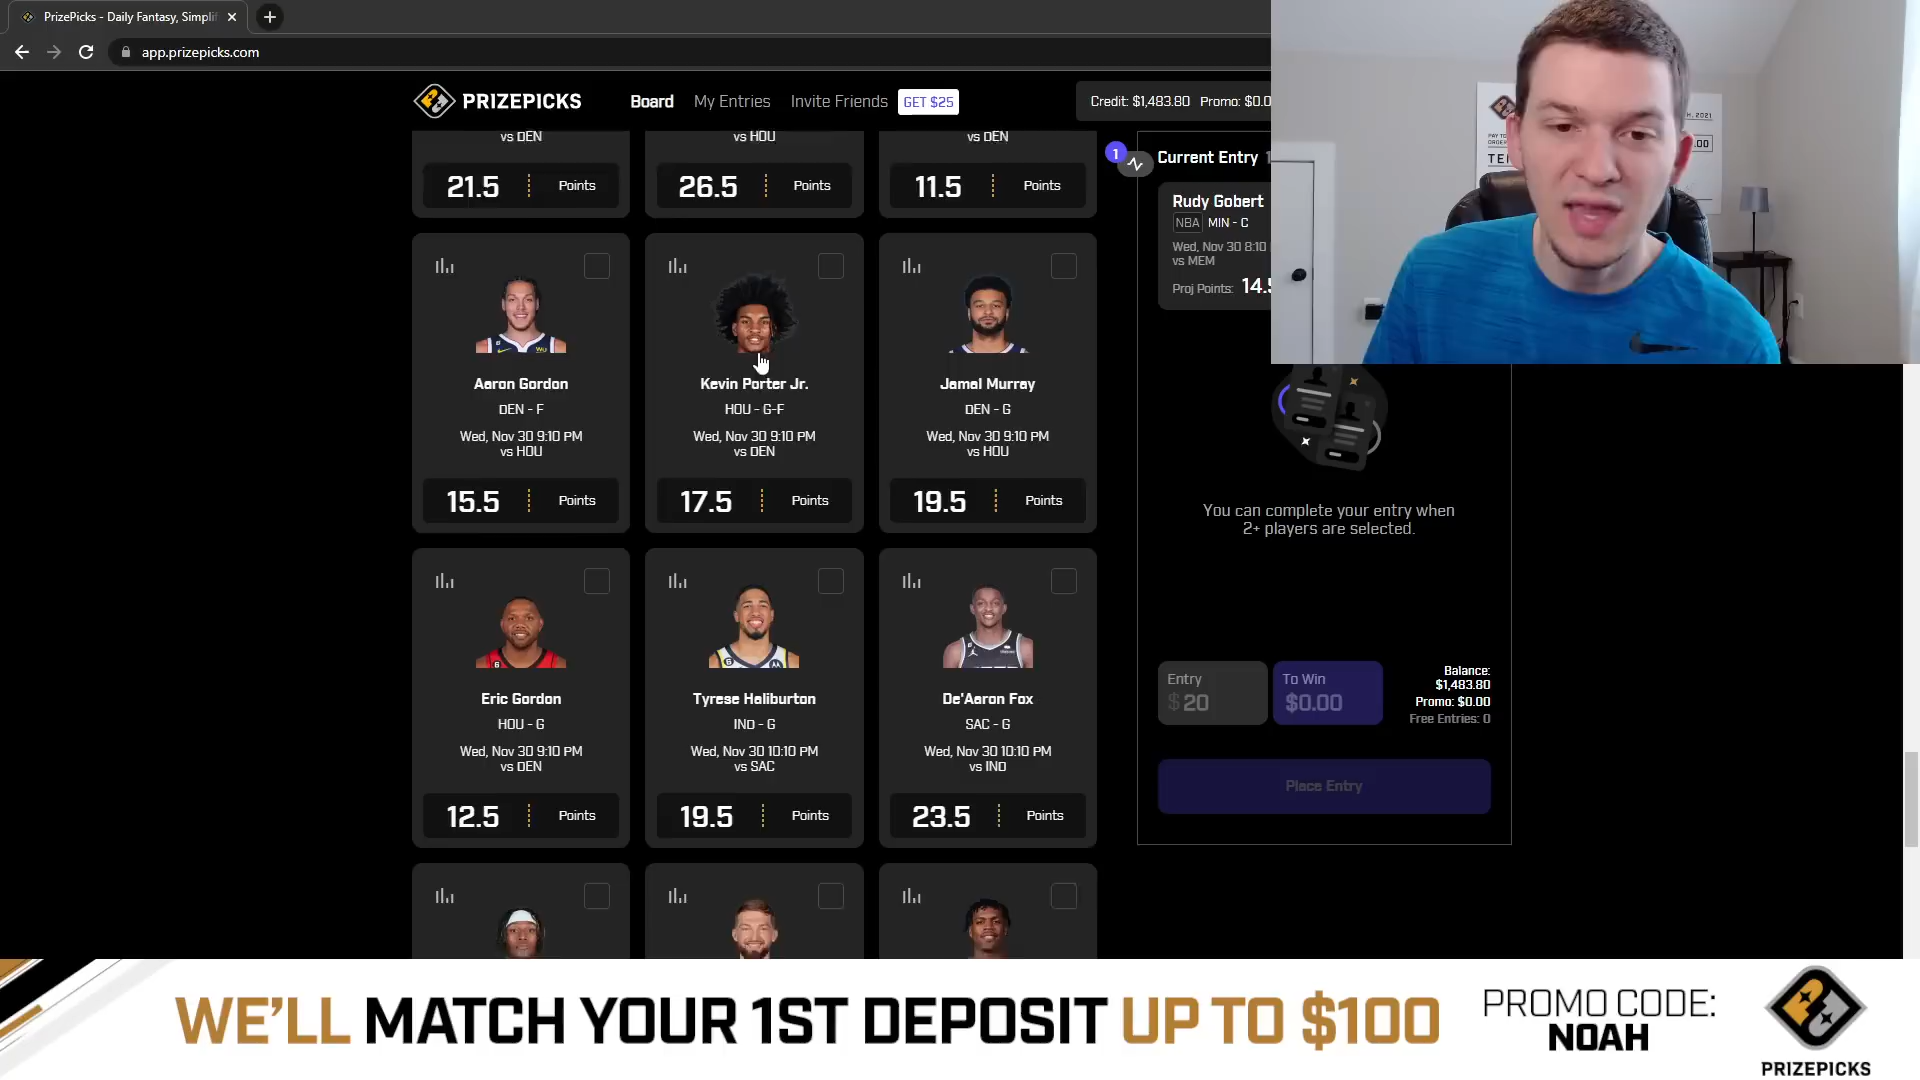 PrizePicks - Daily Fantasy, Simplif
app.prizepicks.com
PRIZEPICKS
Board
My Entries
Invite Friends
GET $25
Credit: $1,483.80
Promo: $0.0
vs DEN
21.5
Points
vs HOU
26.5
Points
vs DEN
11.5
Points
Aaron Gordon
DEN - F
Wed, Nov 30 9:10 PM
vs HOU
15.5
Points
Kevin Porter Jr.
HOU - G-F
Wed, Nov 30 9:10 PM
vs DEN
17.5
Points
Jamal Murray
DEN - G
Wed, Nov 30 9:10 PM
vs HOU
19.5
Points
Eric Gordon
HOU - G
Wed, Nov 30 9:10 PM
vs DEN
12.5
Points
Tyrese Haliburton
IND - G
Wed, Nov 30 10:10 PM
vs SAC
19.5
Points
De'Aaron Fox
SAC - G
Wed, Nov 30 10:10 PM
vs IND
23.5
Points
1
Current Entry
Rudy Gobert
NBA MIN - C
Wed, Nov 30 8:10
vs MEM
Proj Points: 14.5
You can complete your entry when
2+ players are selected.
Entry
$ 20
To Win
$0.00
Balance:
$1,483.80
Promo: $0.00
Free Entries: 0
Place Entry
WE'LL MATCH YOUR 1ST DEPOSIT UP TO $100
PROMO CODE:
NOAH
PRIZEPICKS